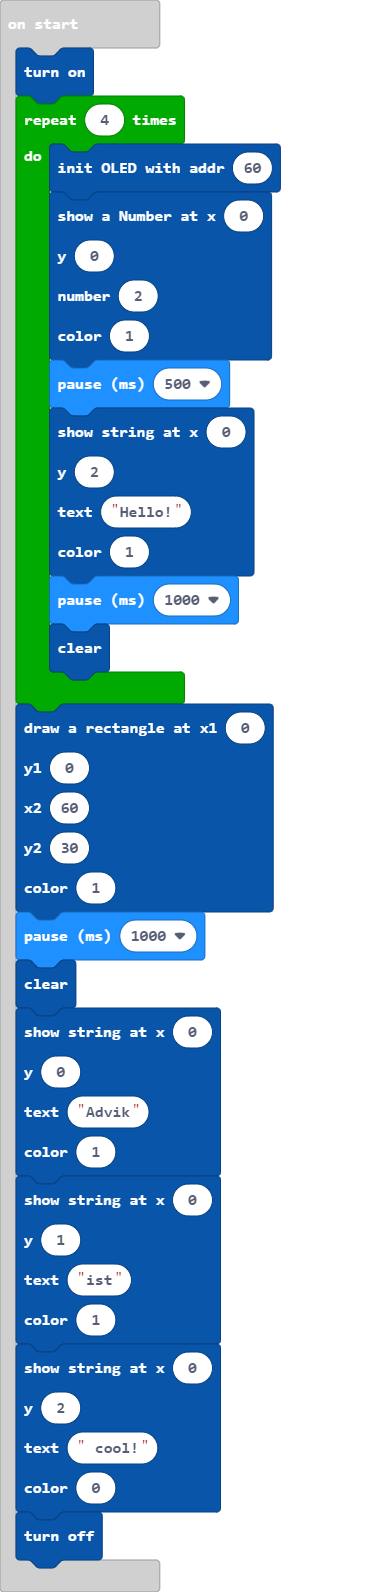 on start
turn on
repeat 4 times
do
init OLED with addr 60
show a Number at x 0
y 0
number 2
color 1
pause (ms) 500
show string at x 0
y 2
text "Hello!"
color 1
pause (ms) 1000
clear
draw a rectangle at x1 0
y1 0
x2 60
y2 30
color 1
pause (ms) 1000
clear
show string at x 0
y 0
text "Advik"
color 1
show string at x 0
y 1
text "ist"
color 1
show string at x 0
y 2
text " cool!"
color 0
turn off